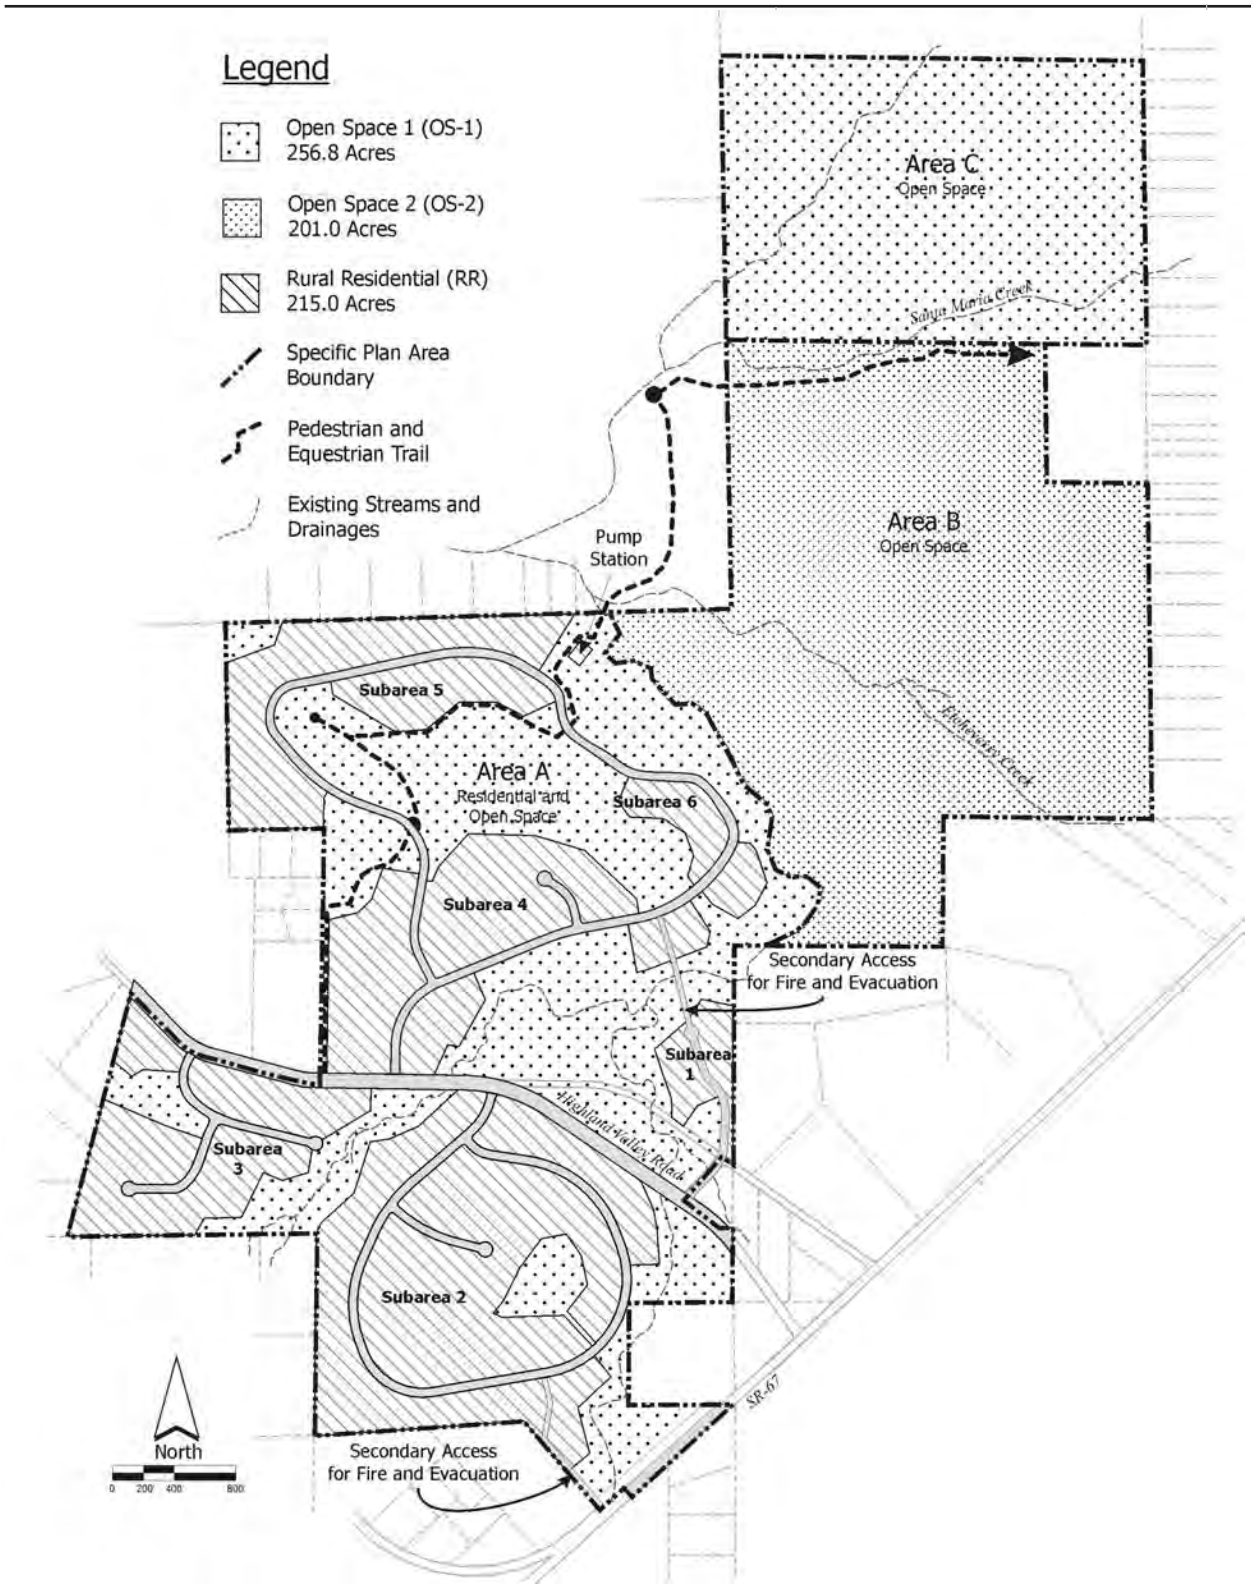 Legend
Open Space 1 (OS-1)
256.8 Acres
Open Space 2 (OS-2)
201.0 Acres
Rural Residential (RR)
215.0 Acres
Specific Plan Area
Boundary
Pedestrian and
Equestrian Trail
Existing Streams and
Drainages
Area C
Open Space
Santa Maria Creek
Area B
Open Space
Pump
Station
Etcheverry Creek
Subarea 5
Area A
Residential and
Open Space
Subarea 6
Subarea 4
Secondary Access
for Fire and Evacuation
Subarea
1
Highland Valley Road
Subarea
3
Subarea 2
SR-67
North
0 200 400 800
Secondary Access
for Fire and Evacuation